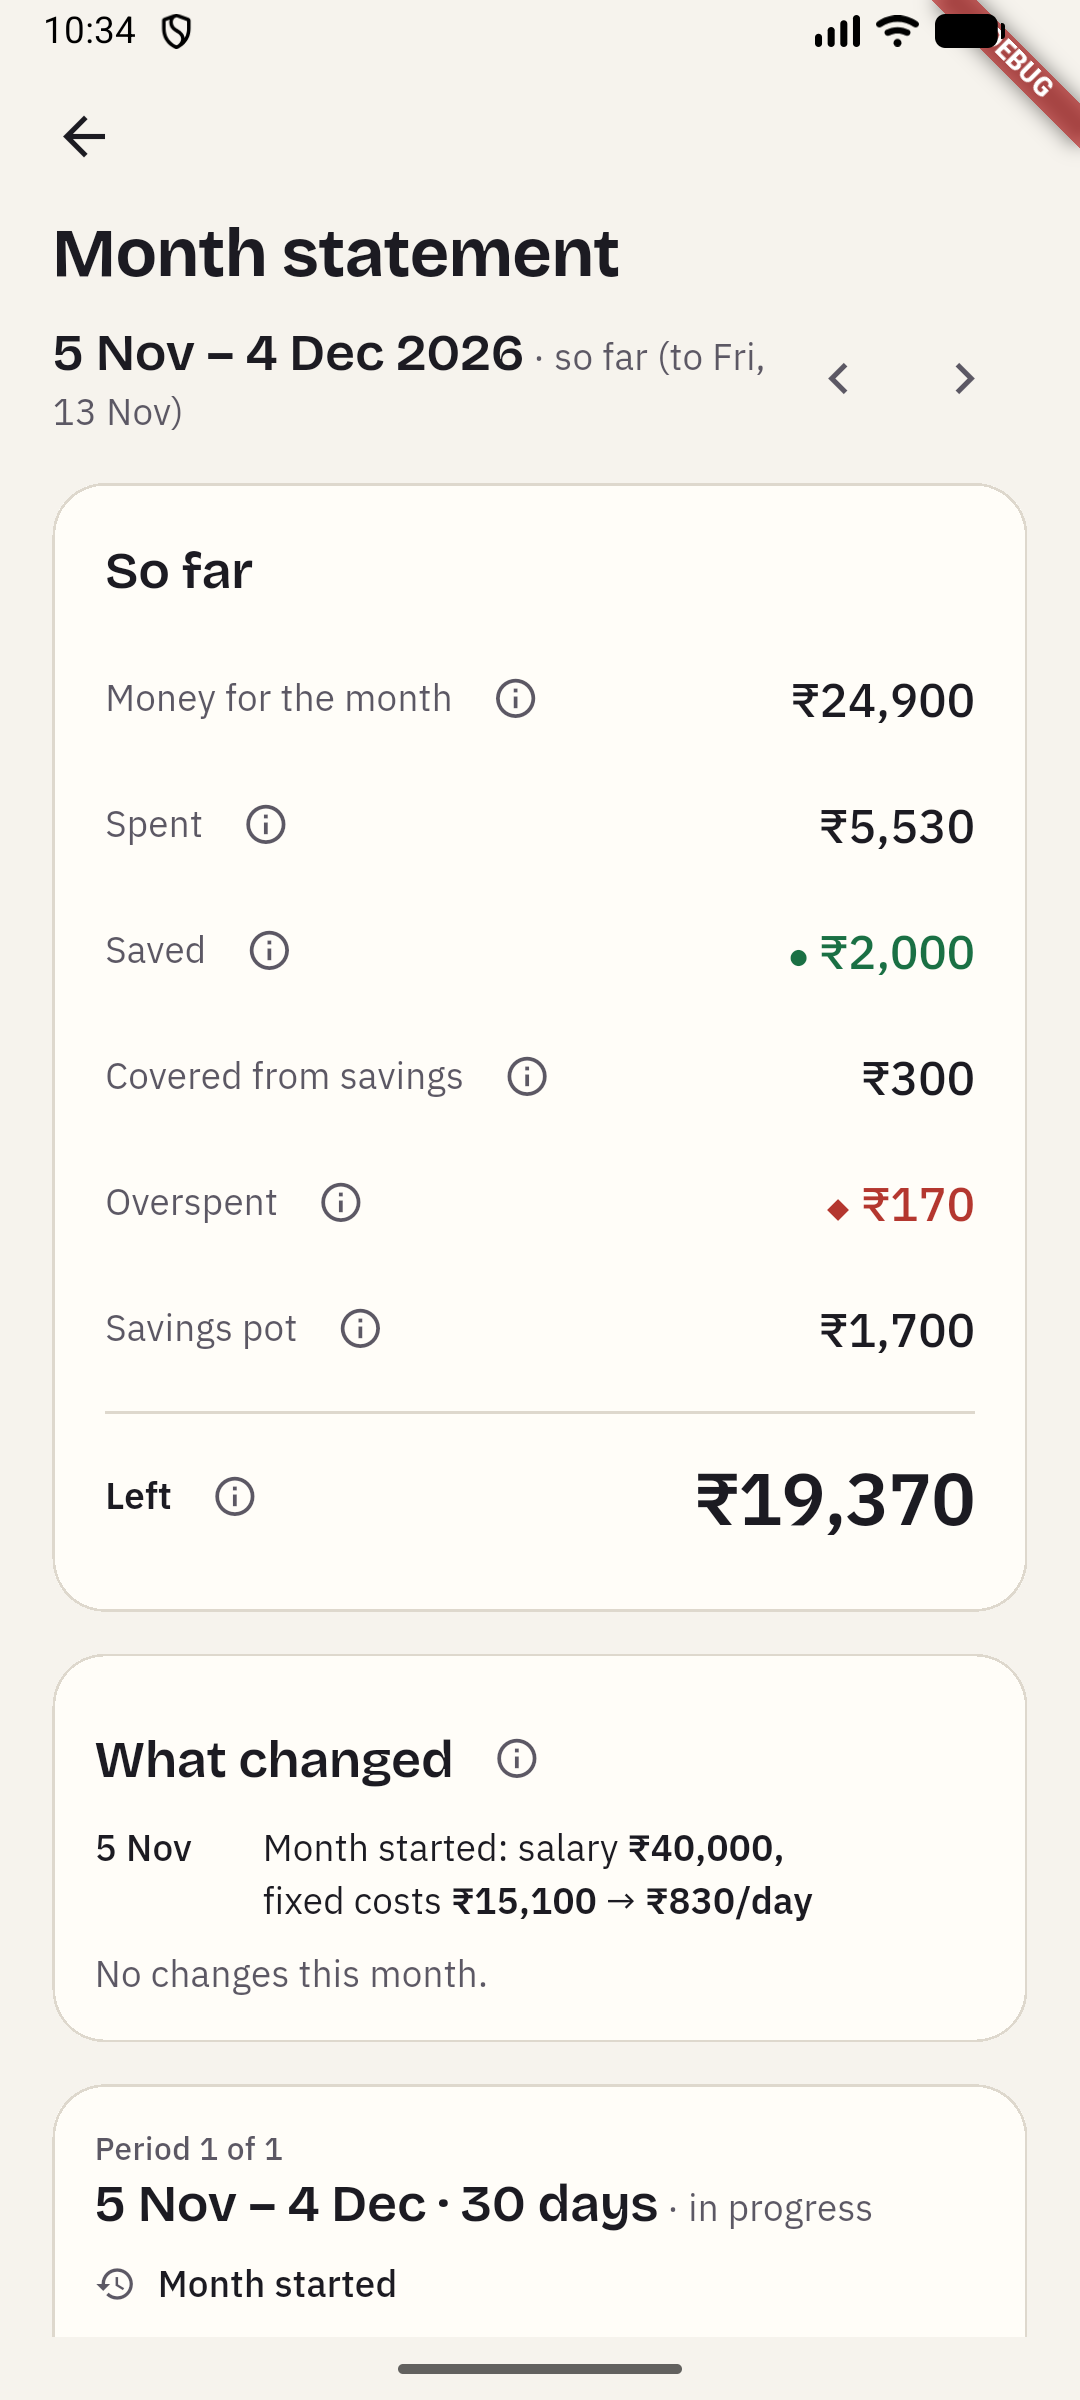 10:34
DEBUG
Month statement
5 Nov – 4 Dec 2026 · so far (to Fri,
13 Nov)
So far
Money for the month ₹24,900
Spent ₹5,530
Saved ₹2,000
Covered from savings ₹300
Overspent ₹170
Savings pot ₹1,700
Left ₹19,370
What changed
5 Nov Month started: salary ₹40,000,
fixed costs ₹15,100 → ₹830/day
No changes this month.
Period 1 of 1
5 Nov – 4 Dec · 30 days · in progress
Month started